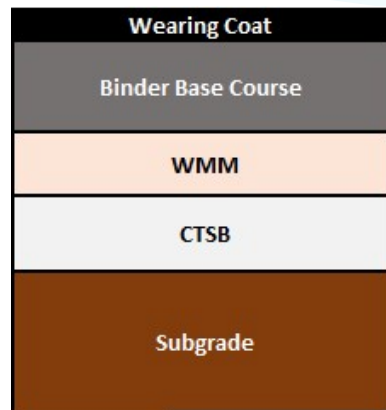 Wearing Coat
Binder Base Course
WMM
CTSB
Subgrade